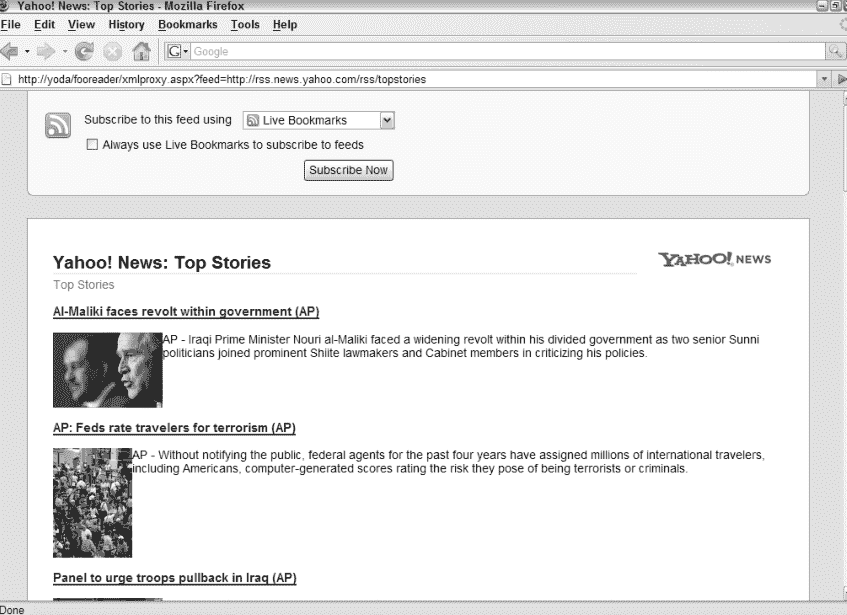 Yahoo! News: Top Stories - Mozilla Firefox
File Edit View History Bookmarks Tools Help
G Google
http://yoda/fooreader/xmlproxy.aspx?feed=http://rss.news.yahoo.com/rss/topstories
Subscribe to this feed using Live Bookmarks
Always use Live Bookmarks to subscribe to feeds
Subscribe Now
Yahoo! News: Top Stories
YAHOO! NEWS
Top Stories
Al-Maliki faces revolt within government (AP)
AP - Iraqi Prime Minister Nouri al-Maliki faced a widening revolt within his divided government as two senior Sunni
politicians joined prominent Shiite lawmakers and Cabinet members in criticizing his policies.
AP: Feds rate travelers for terrorism (AP)
AP - Without notifying the public, federal agents for the past four years have assigned millions of international travelers,
including Americans, computer-generated scores rating the risk they pose of being terrorists or criminals.
Panel to urge troops pullback in Iraq (AP)
Done